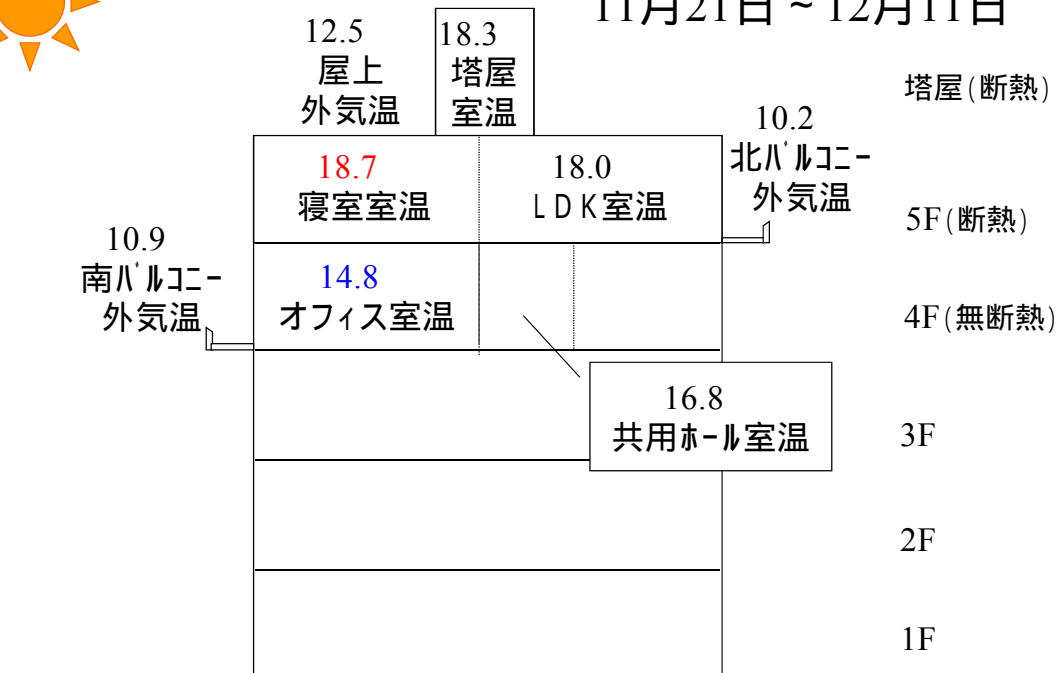 11月21日~12月11日
12.5
屋上
外気温
18.3
塔屋
室温
塔屋(断熱)
10.2
北ﾊﾞﾙｺﾆｰ
外気温
18.7
寝室室温
18.0
ＬＤＫ室温
5F(断熱)
10.9
南ﾊﾞﾙｺﾆｰ
外気温
14.8
オフィス室温
4F(無断熱)
16.8
共用ﾎｰﾙ室温
3F
2F
1F